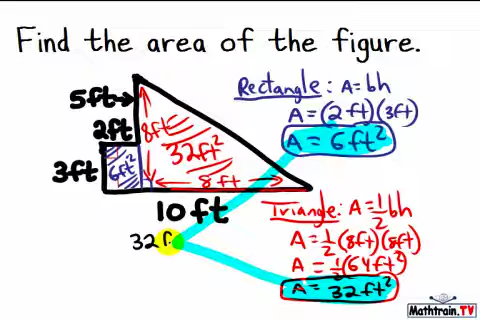 Find the area of the figure.
Rectangle: A=bh
5ft
A=(2ft)(3ft)
2ft
8ft
A = 6ft²
32ft²
3ft
6ft²
8ft
10ft
Triangle: A=½bh
32f
A=½(8ft)(8ft)
A = ½(64ft²)
A = 32ft²
Mathtrain.TV